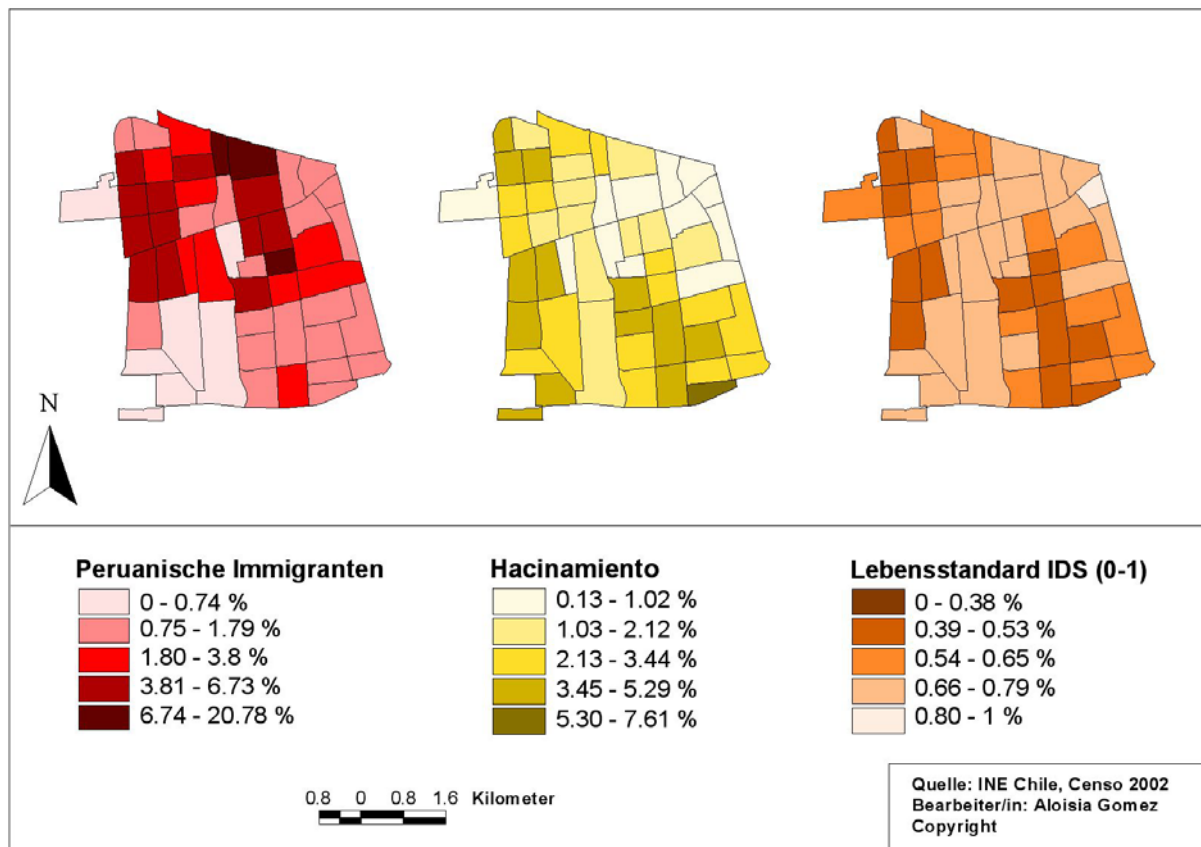 N
Peruanische Immigranten
0 - 0.74 %
0.75 - 1.79 %
1.80 - 3.8 %
3.81 - 6.73 %
6.74 - 20.78 %
Hacinamiento
0.13 - 1.02 %
1.03 - 2.12 %
2.13 - 3.44 %
3.45 - 5.29 %
5.30 - 7.61 %
Lebensstandard IDS (0-1)
0 - 0.38 %
0.39 - 0.53 %
0.54 - 0.65 %
0.66 - 0.79 %
0.80 - 1 %
0.8 0 0.8 1.6 Kilometer
Quelle: INE Chile, Censo 2002
Bearbeiter/in: Aloisia Gomez
Copyright